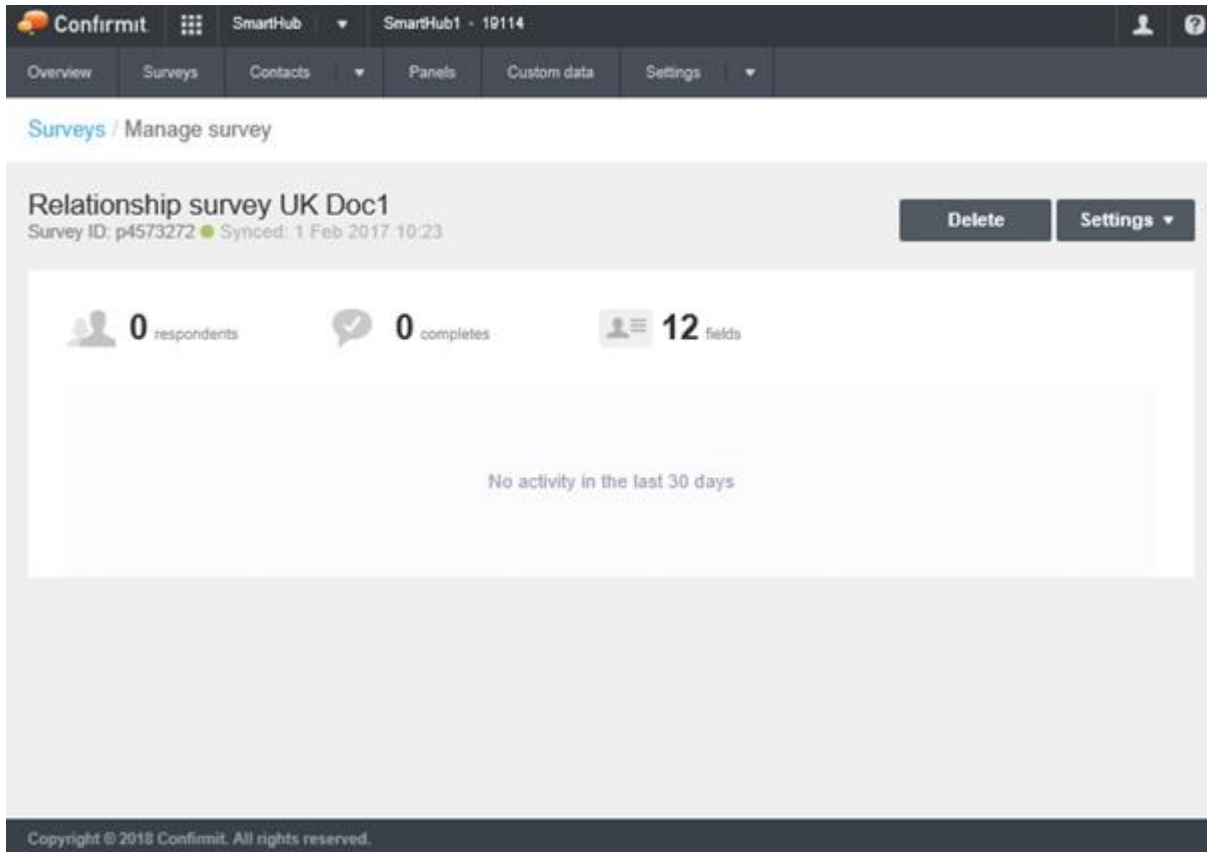 Confirmit. SmartHub SmartHub1 - 19114
Overview Surveys Contacts Panels Custom data Settings
Surveys / Manage survey
Relationship survey UK Doc1
Survey ID: p4573272 Synced: 1 Feb 2017 10:23
Delete Settings
0 respondents 0 completes 12 fields
No activity in the last 30 days
Copyright © 2018 Confirmit. All rights reserved.